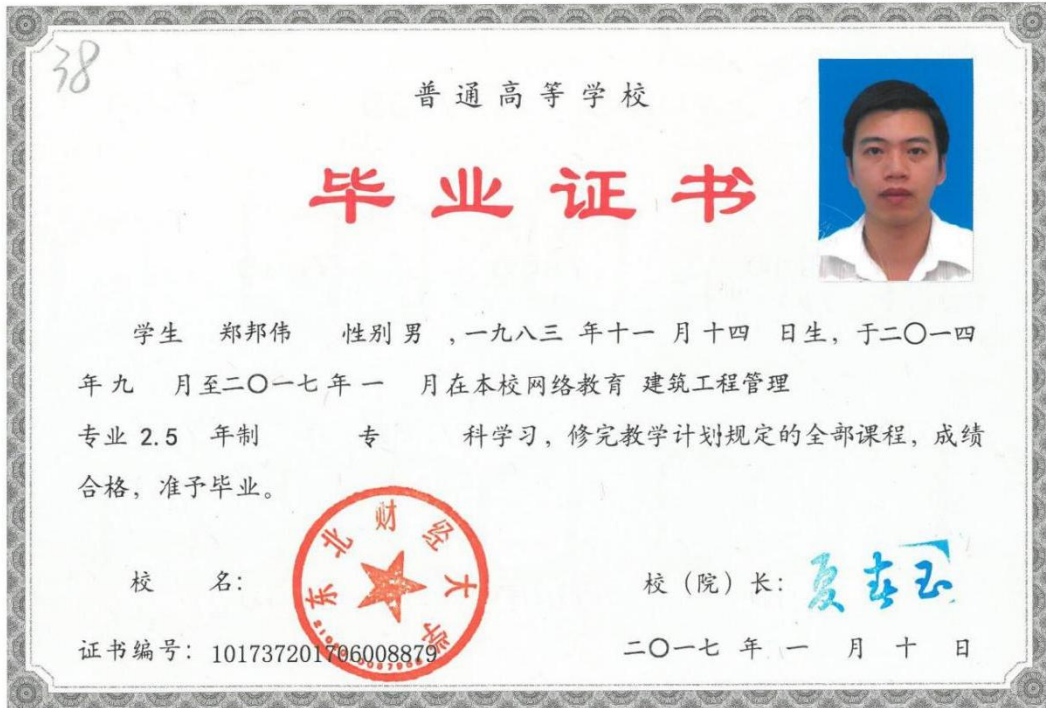 38
普通高等学校
毕业证书
学生 郑邦伟 性别 男 ,一九八三 年十一 月十四 日生，于二〇一四
年九 月至二〇一七年一 月在本校网络教育 建筑工程管理
专业 2.5 年制 专 科学习，修完教学计划规定的全部课程，成绩
合格，准予毕业。
东北财经大学
校 名：
校（院）长：夏春玉
证书编号：101737201706008879
二〇一七 年 一 月 十 日